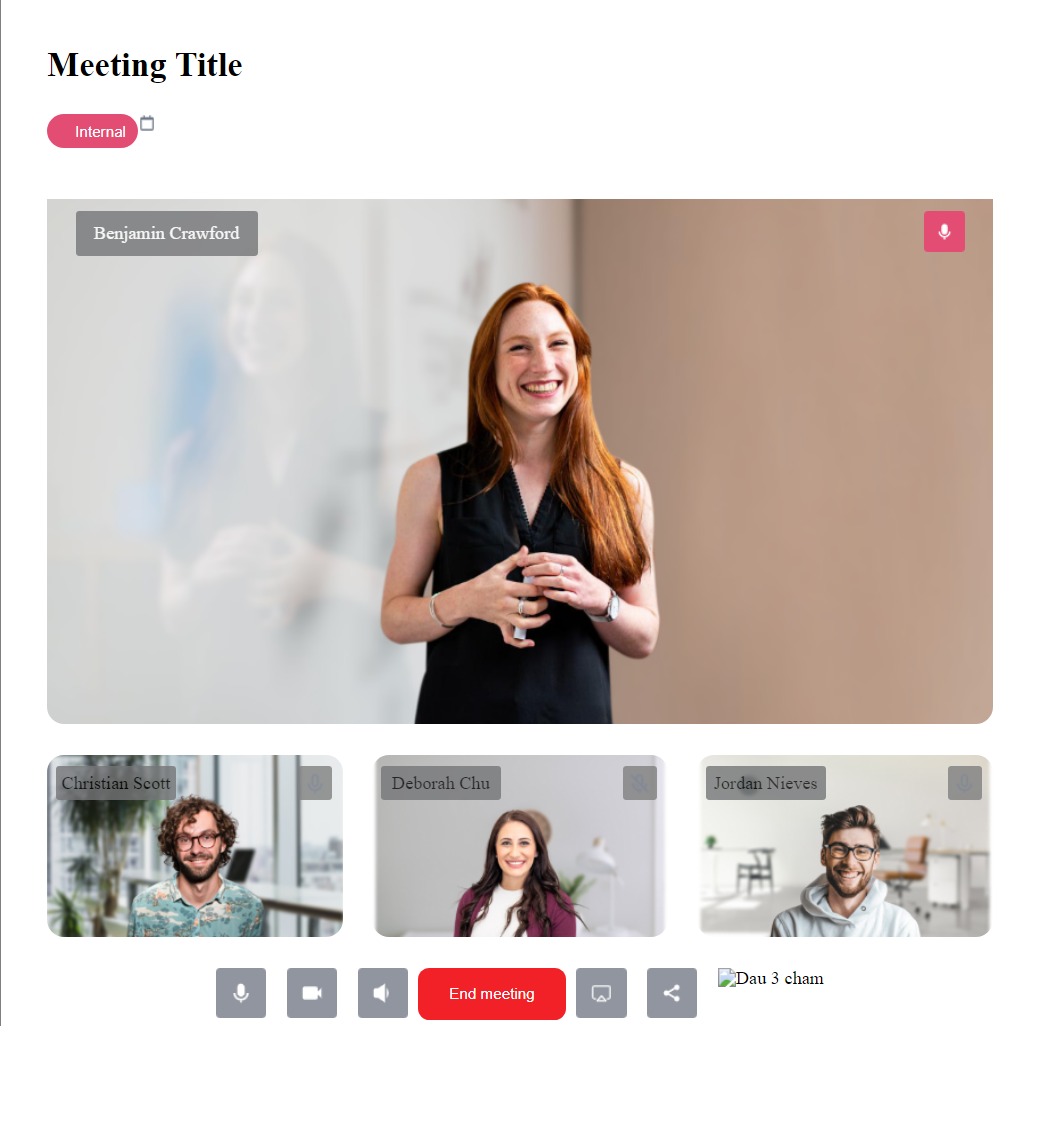 Meeting Title
Internal
Benjamin Crawford
Christian Scott
Deborah Chu
Jordan Nieves
End meeting
Dau 3 cham